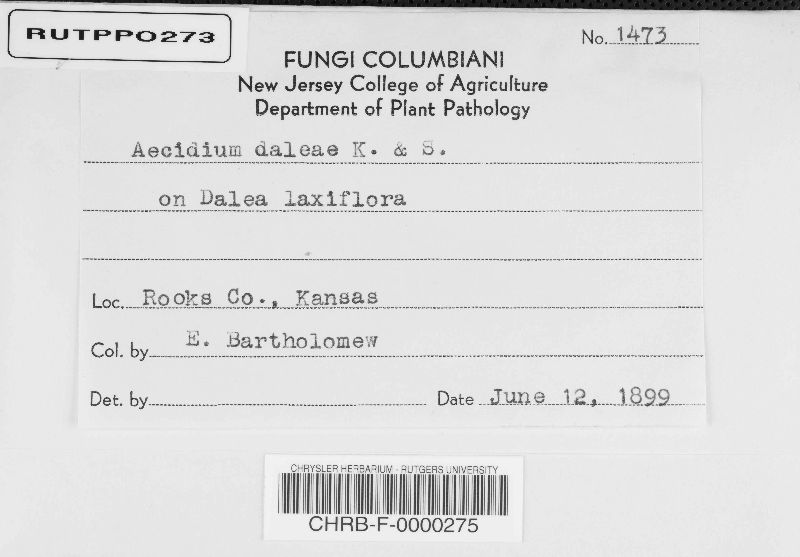 RUTPPO273
No. 1473
FUNGI COLUMBIANI
New Jersey College of Agriculture
Department of Plant Pathology
Aecidium daleae K. & S.
on Dalea laxiflora
Loc. Rooks Co., Kansas
Col. by E. Bartholomew
Det. by Date June 12, 1899
CHRYSLER HERBARIUM - RUTGERS UNIVERSITY
CHRB-F-0000275